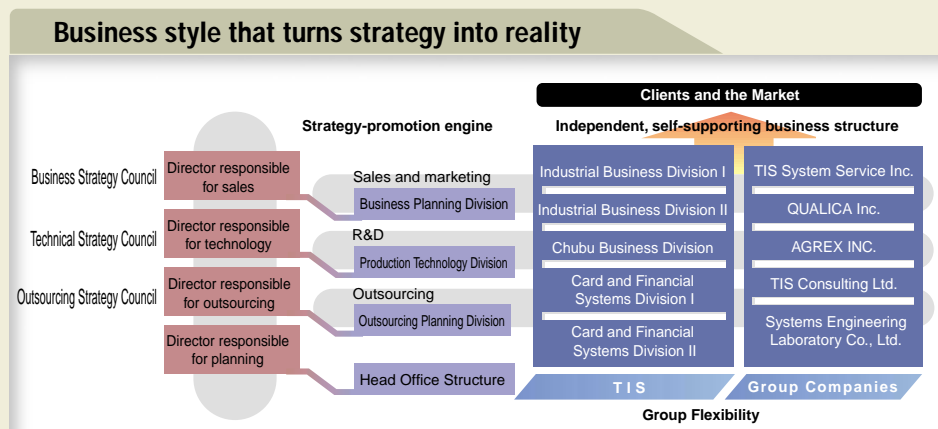 Business style that turns strategy into reality
Clients and the Market
Strategy-promotion engine
Independent, self-supporting business structure
Business Strategy Council
Director responsible
for sales
Sales and marketing
Business Planning Division
Technical Strategy Council
Director responsible
for technology
R&D
Production Technology Division
Outsourcing Strategy Council
Director responsible
for outsourcing
Outsourcing
Outsourcing Planning Division
Director responsible
for planning
Head Office Structure
Industrial Business Division I
Industrial Business Division II
Chubu Business Division
Card and Financial
Systems Division I
Card and Financial
Systems Division II
TIS
TIS System Service Inc.
QUALICA Inc.
AGREX INC.
TIS Consulting Ltd.
Systems Engineering
Laboratory Co., Ltd.
Group Companies
Group Flexibility